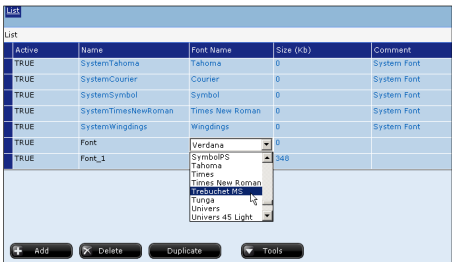 List
List
Active Name Font Name Size (Kb) Comment
TRUE SystemTahoma Tahoma 0 System Font
TRUE SystemCourier Courier 0 System Font
TRUE SystemSymbol Symbol 0 System Font
TRUE SystemTimesNewRoman Times New Roman 0 System Font
TRUE SystemWingdings Wingdings 0 System Font
TRUE Font Verdana 0
TRUE Font_1 348
SymbolPS
Tahoma
Times
Times New Roman
Trebuchet MS
Tunga
Univers
Univers 45 Light
Add Delete Duplicate Tools